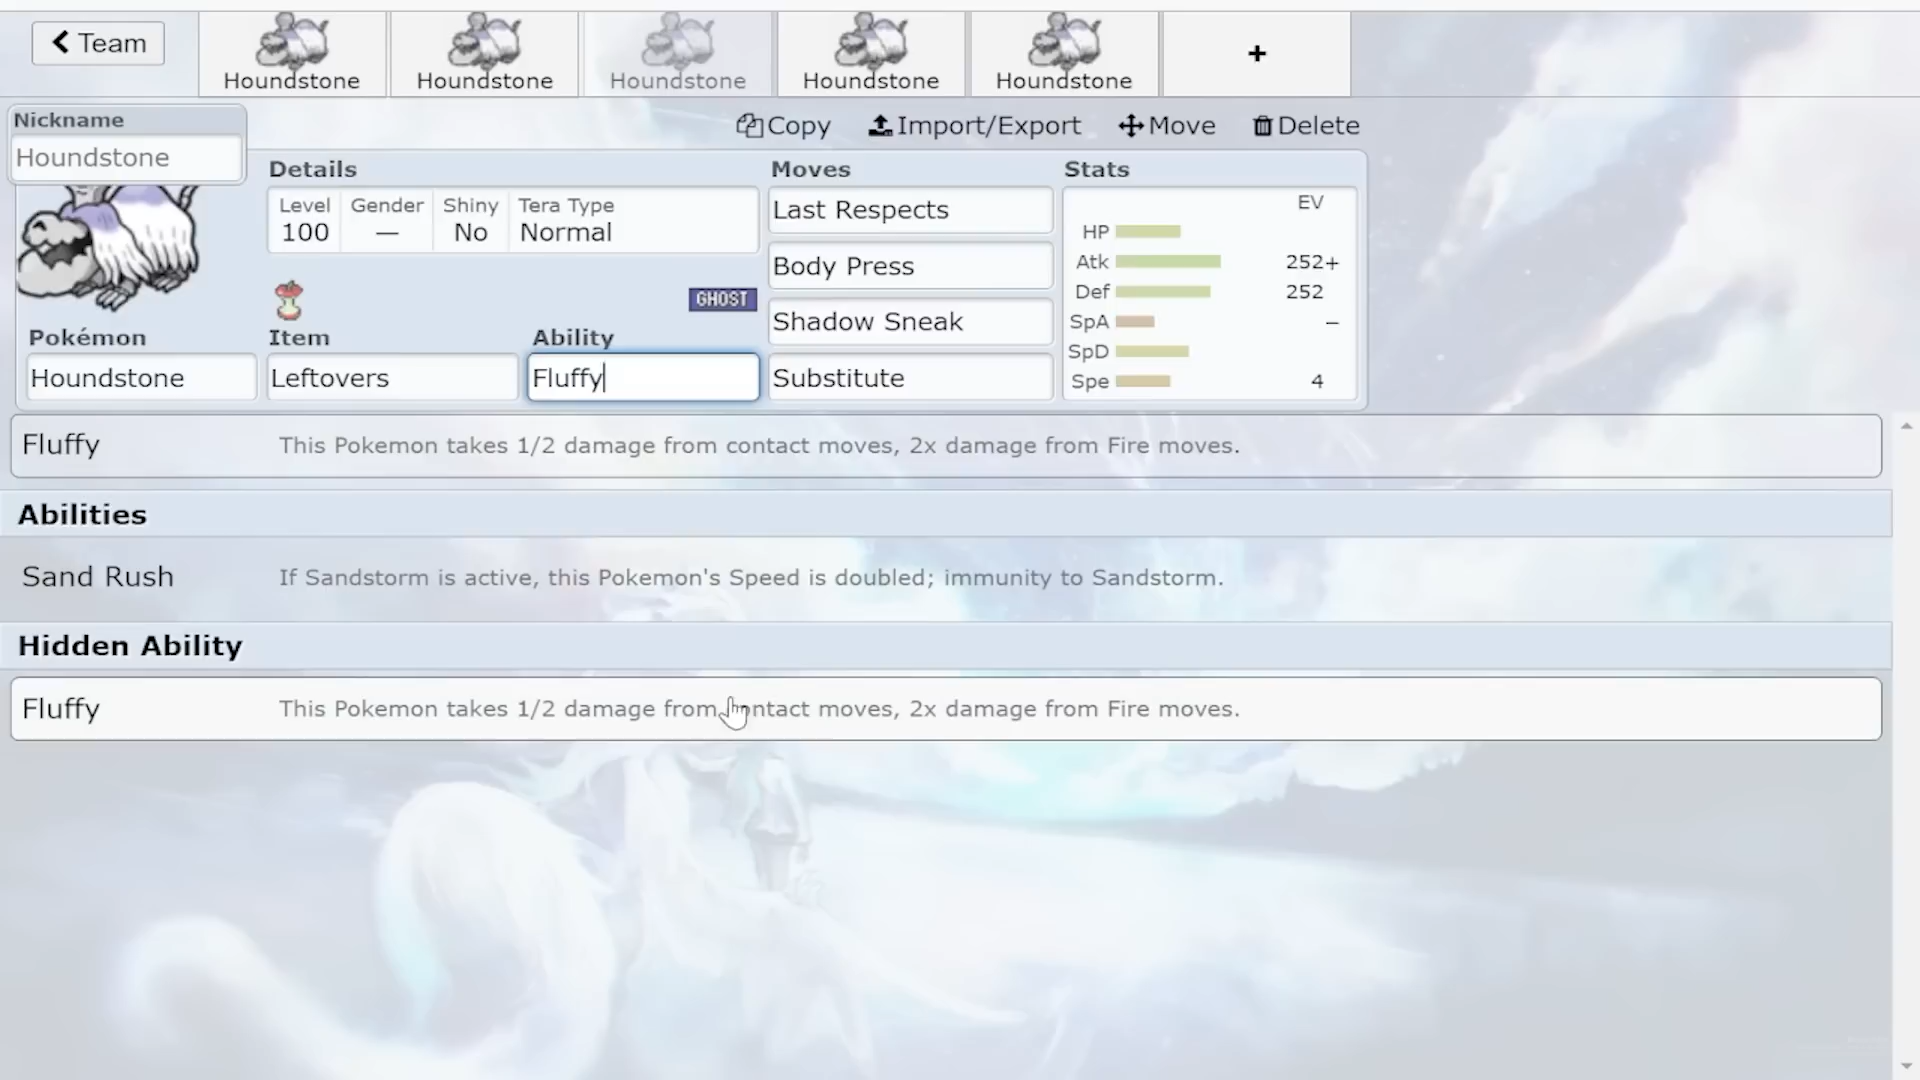 Team
Houndstone
Houndstone
Houndstone
Houndstone
Houndstone
+
Nickname
Houndstone
Copy
Import/Export
Move
Delete
Details
Level
100
Gender
—
Shiny
No
Tera Type
Normal
GHOST
Pokémon
Houndstone
Item
Leftovers
Ability
Fluffy
Moves
Last Respects
Body Press
Shadow Sneak
Substitute
Stats
EV
HP
Atk 252+
Def 252
SpA −
SpD
Spe 4
Fluffy This Pokemon takes 1/2 damage from contact moves, 2x damage from Fire moves.
Abilities
Sand Rush If Sandstorm is active, this Pokemon's Speed is doubled; immunity to Sandstorm.
Hidden Ability
Fluffy This Pokemon takes 1/2 damage from contact moves, 2x damage from Fire moves.